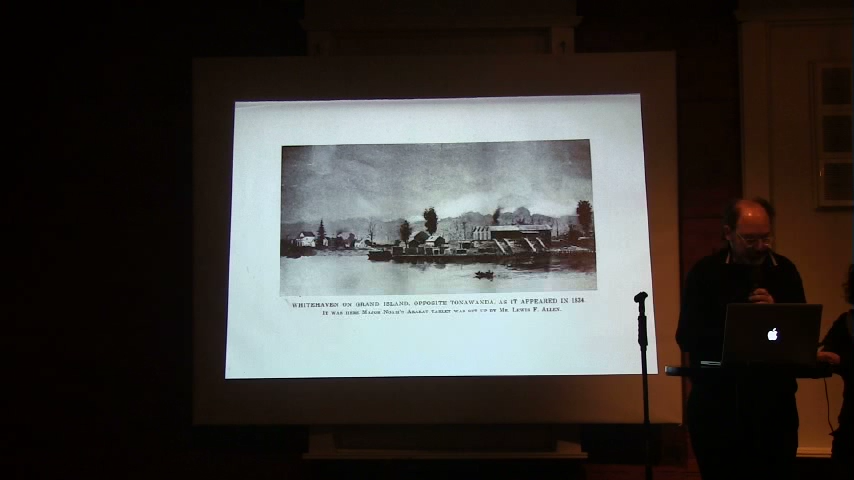 WHITEHAVEN ON GRAND ISLAND, OPPOSITE TONAWANDA, AS IT APPEARED IN 1834.
IT WAS HERE MAJOR NOAH'S ARARAT TABLET WAS SET UP BY MR. LEWIS F. ALLEN.